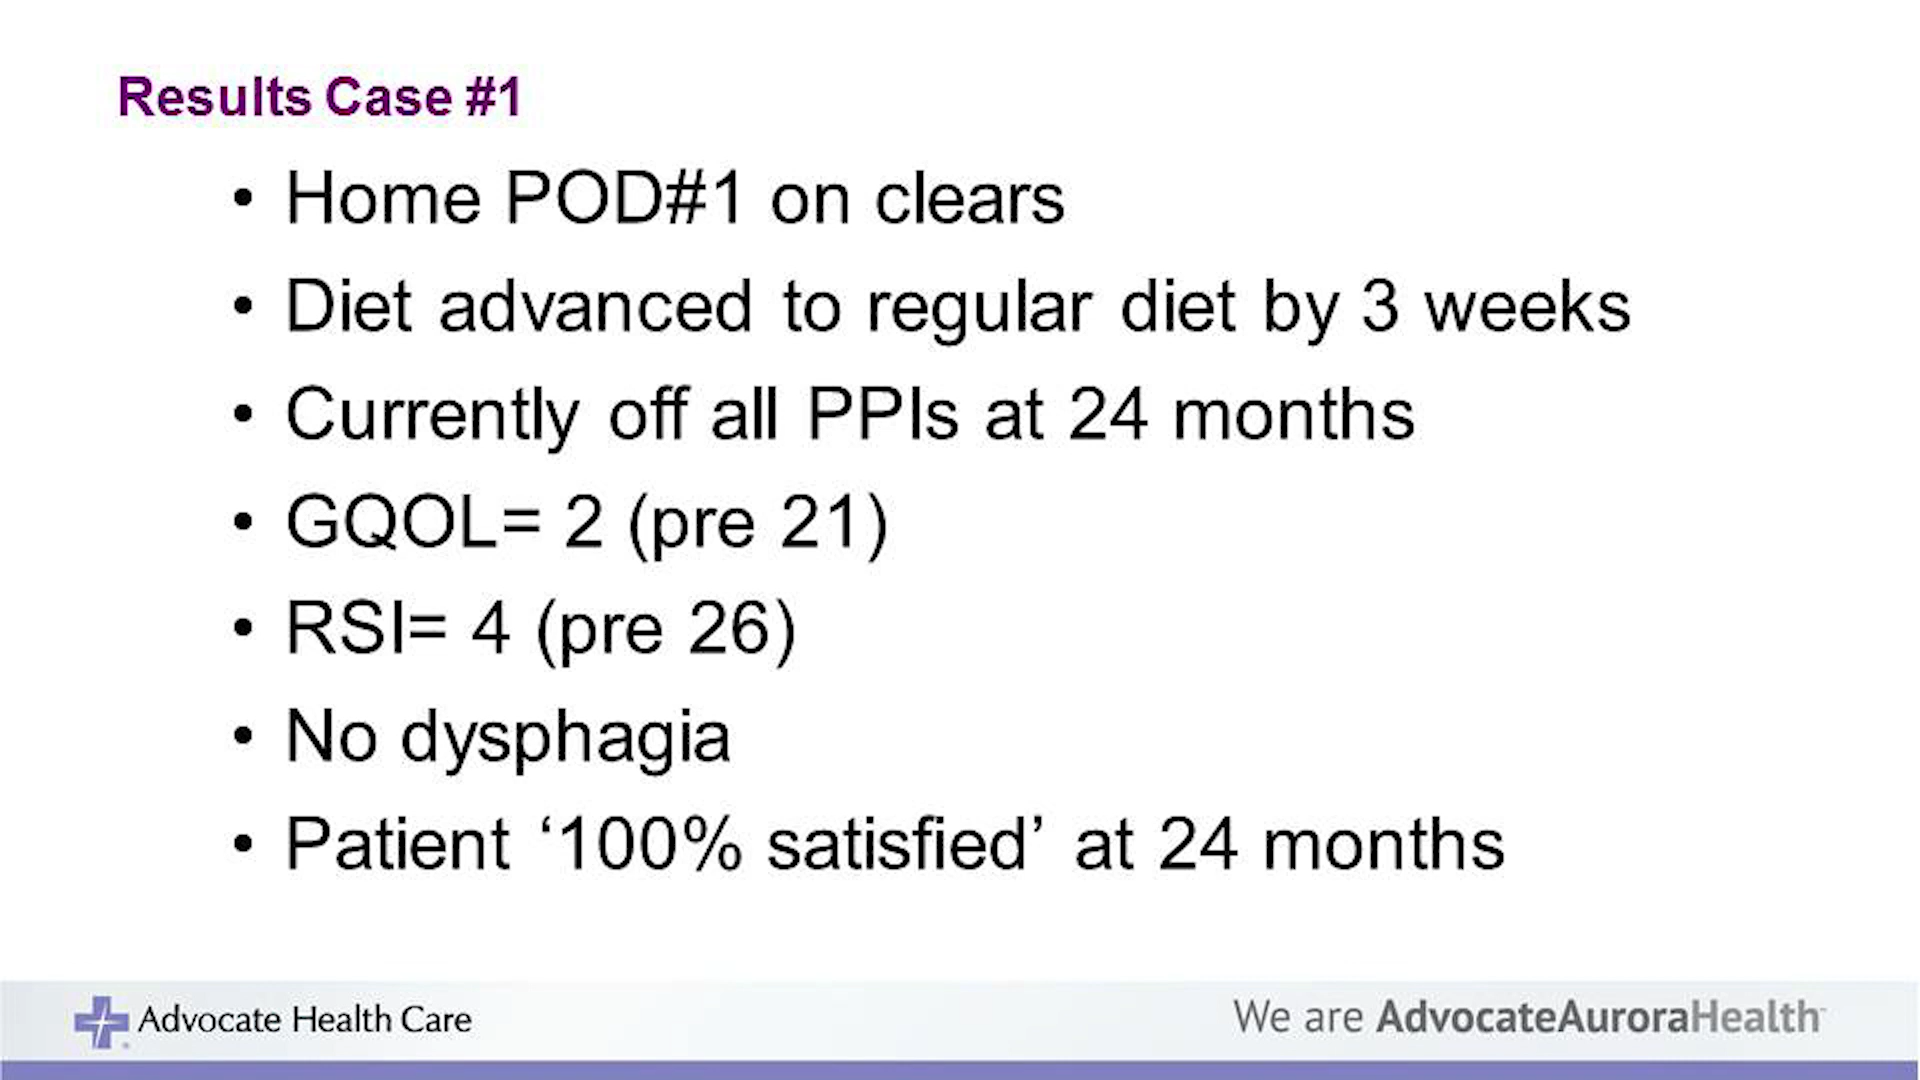 Results Case #1
• Home POD#1 on clears
• Diet advanced to regular diet by 3 weeks
• Currently off all PPIs at 24 months
• GQOL= 2 (pre 21)
• RSI= 4 (pre 26)
• No dysphagia
• Patient ‘100% satisfied’ at 24 months
Advocate Health Care
We are AdvocateAuroraHealth